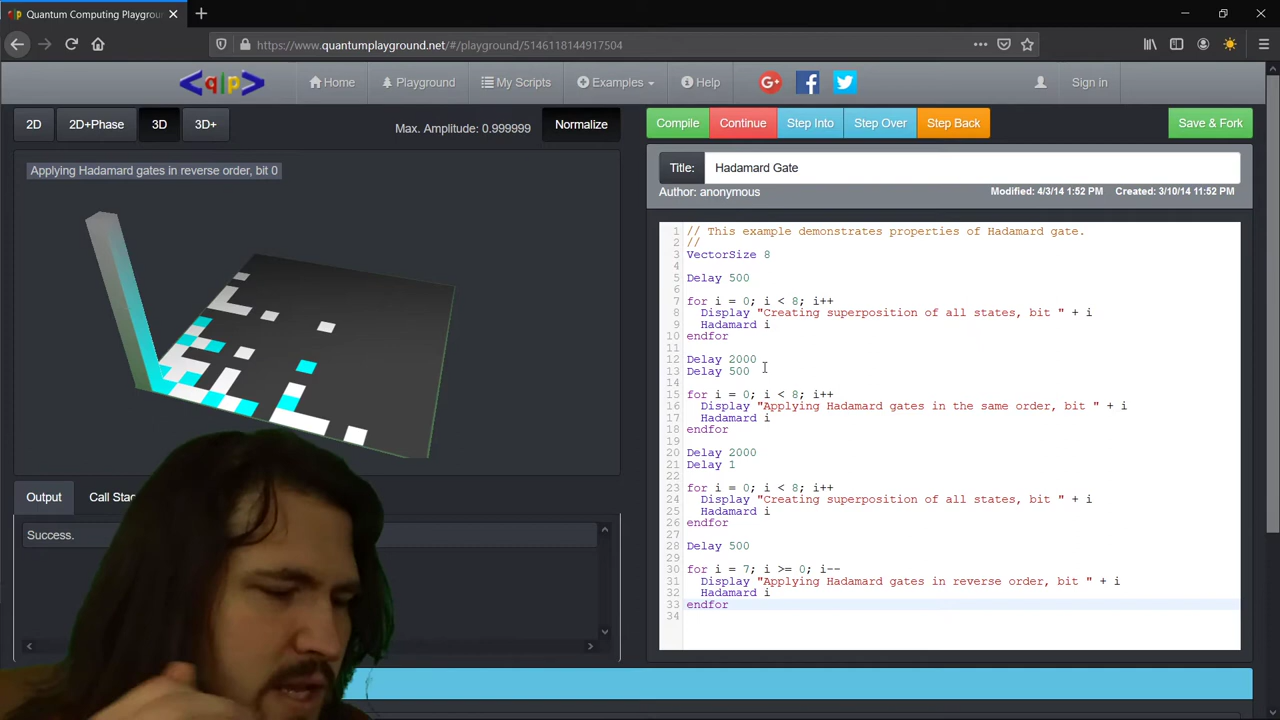 Quantum Computing Playgrou
https://www.quantumplayground.net/#/playground/5146118144917504
<q|p>
Home
Playground
My Scripts
Examples
Help
Sign in
2D
2D+Phase
3D
3D+
Max. Amplitude: 0.999999
Normalize
Compile
Continue
Step Into
Step Over
Step Back
Save & Fork
Applying Hadamard gates in reverse order, bit 0
Title:
Hadamard Gate
Author: anonymous
Modified: 4/3/14 1:52 PM
Created: 3/10/14 11:52 PM
1 // This example demonstrates properties of Hadamard gate.
2 //
3 VectorSize 8
4
5 Delay 500
6
7 for i = 0; i < 8; i++
8 Display "Creating superposition of all states, bit " + i
9 Hadamard i
10 endfor
11
12 Delay 2000
13 Delay 500
14
15 for i = 0; i < 8; i++
16 Display "Applying Hadamard gates in the same order, bit " + i
17 Hadamard i
18 endfor
19
20 Delay 2000
21 Delay 1
22
23 for i = 0; i < 8; i++
24 Display "Creating superposition of all states, bit " + i
25 Hadamard i
26 endfor
27
28 Delay 500
29
30 for i = 7; i >= 0; i--
31 Display "Applying Hadamard gates in reverse order, bit " + i
32 Hadamard i
33 endfor
34
Output
Call Stac
Success.